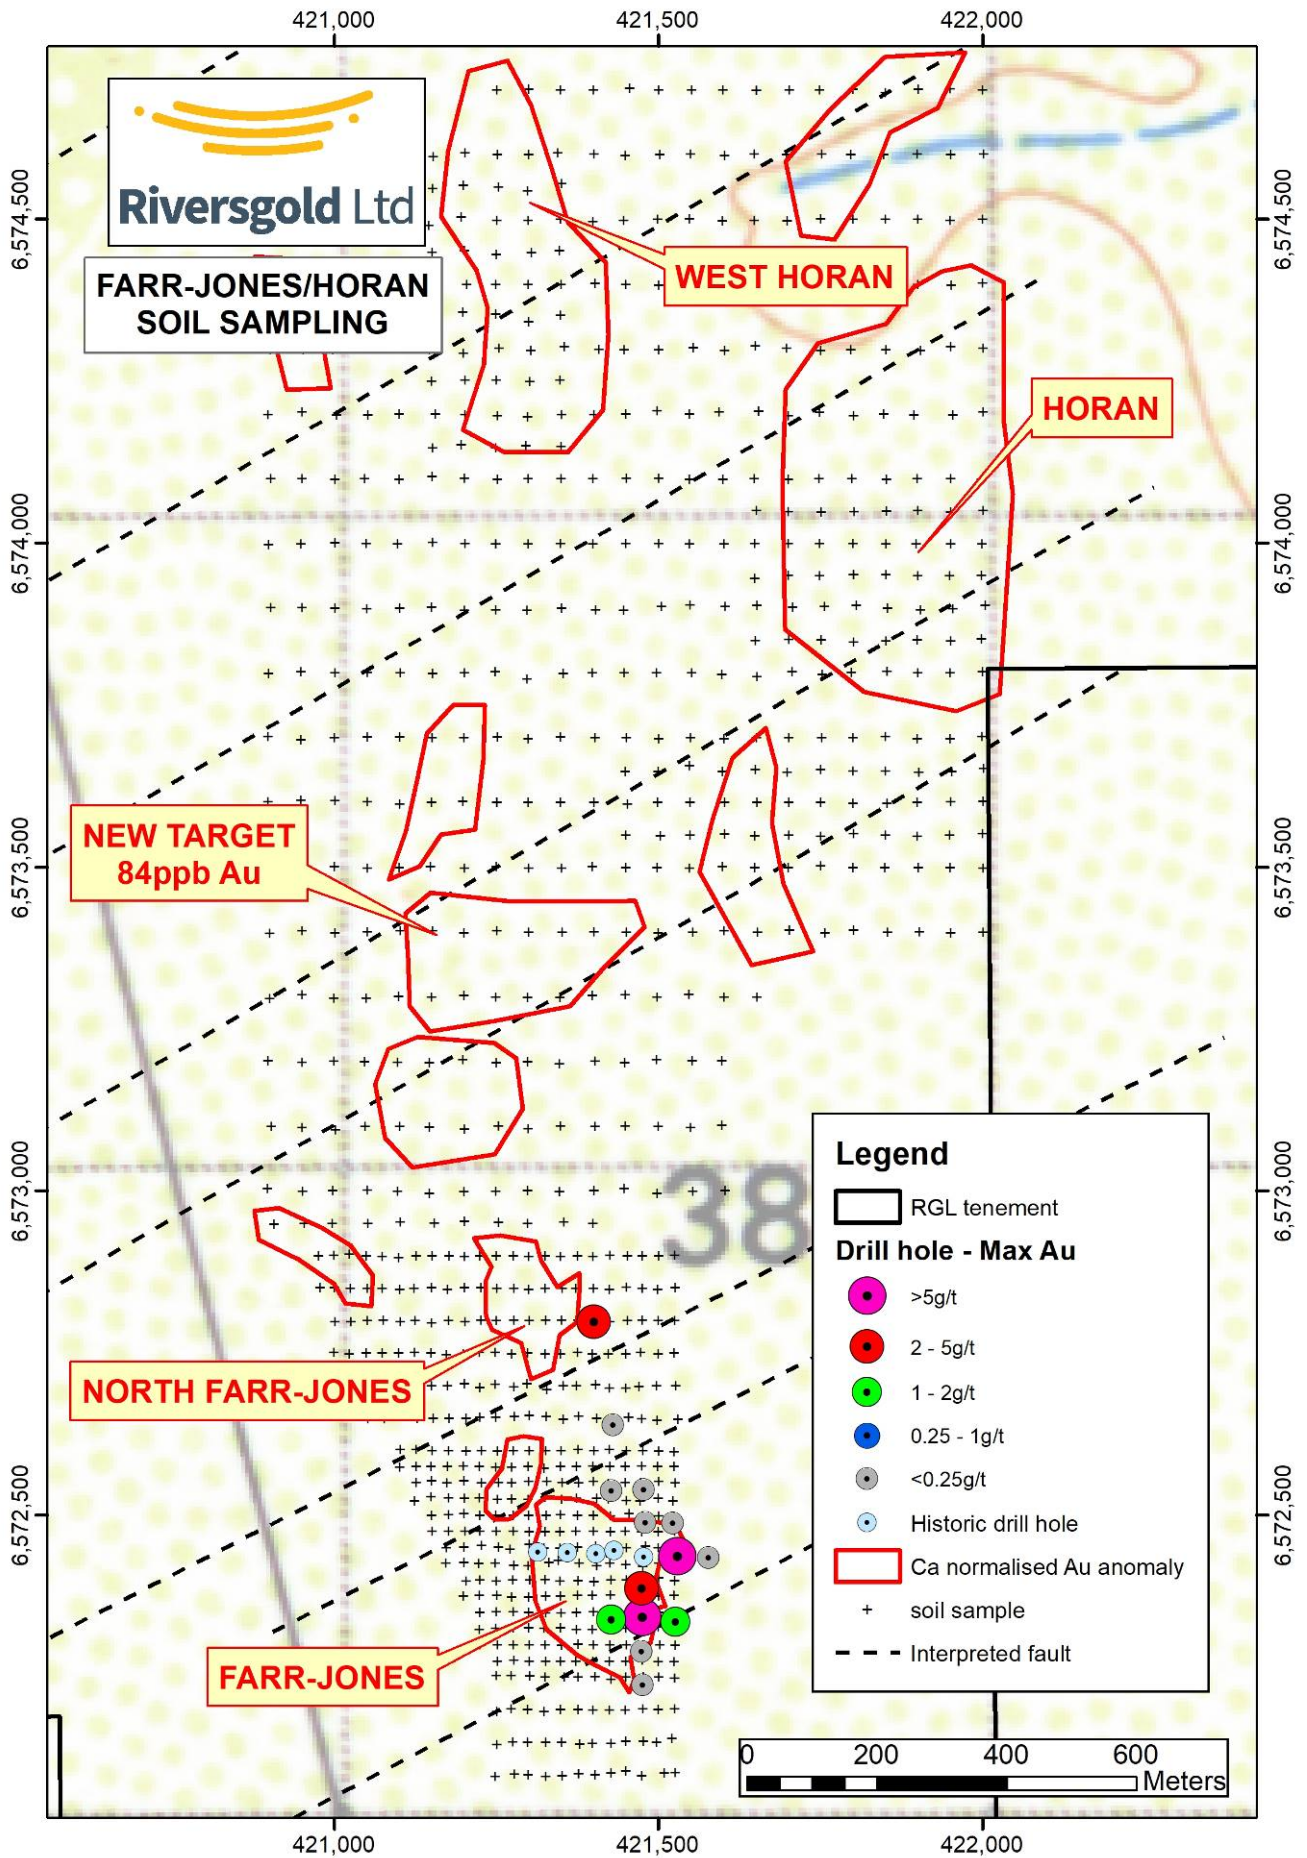 421,000
421,500
422,000
Riversgold Ltd
FARR-JONES/HORAN
SOIL SAMPLING
6,574,500
6,574,500
WEST HORAN
HORAN
6,574,000
6,574,000
NEW TARGET
84ppb Au
6,573,500
6,573,500
6,573,000
6,573,000
38
NORTH FARR-JONES
6,572,500
6,572,500
FARR-JONES
Legend
RGL tenement
Drill hole - Max Au
>5g/t
2 - 5g/t
1 - 2g/t
0.25 - 1g/t
<0.25g/t
Historic drill hole
Ca normalised Au anomaly
soil sample
Interpreted fault
0 200 400 600
Meters
421,000
421,500
422,000